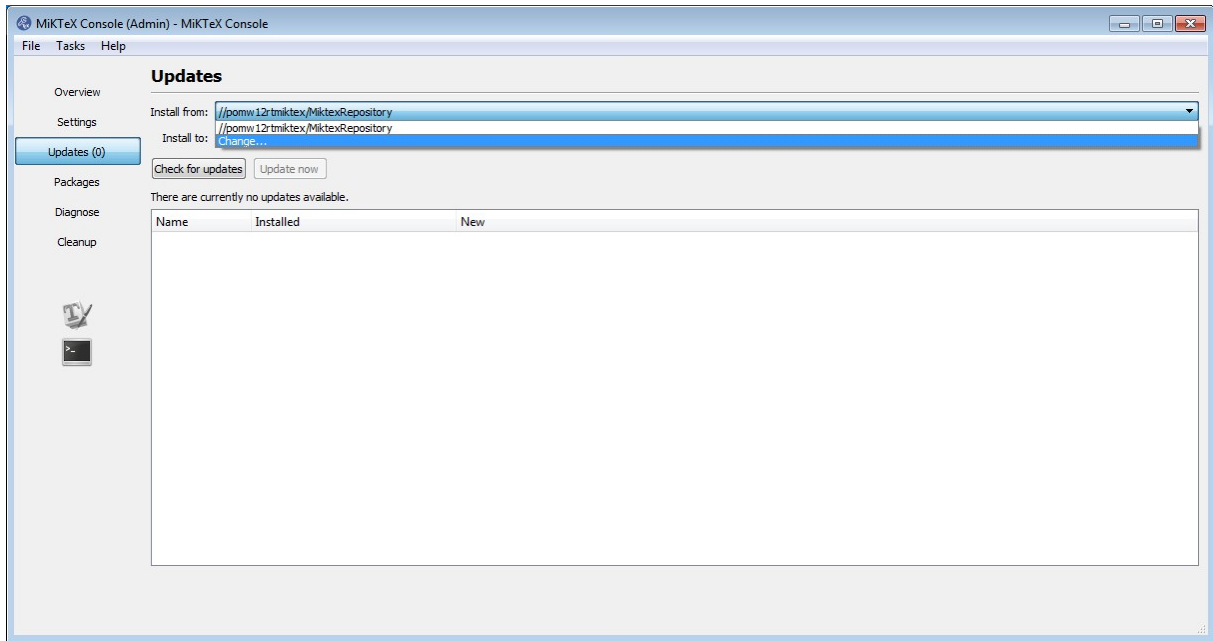 MiKTeX Console (Admin) - MiKTeX Console
File Tasks Help
Overview
Settings
Updates (0)
Packages
Diagnose
Cleanup
Updates
Install from: //pomw12rtmiktex/MiktexRepository
//pomw12rtmiktex/MiktexRepository
Install to: Change...
Check for updates Update now
There are currently no updates available.
Name Installed New